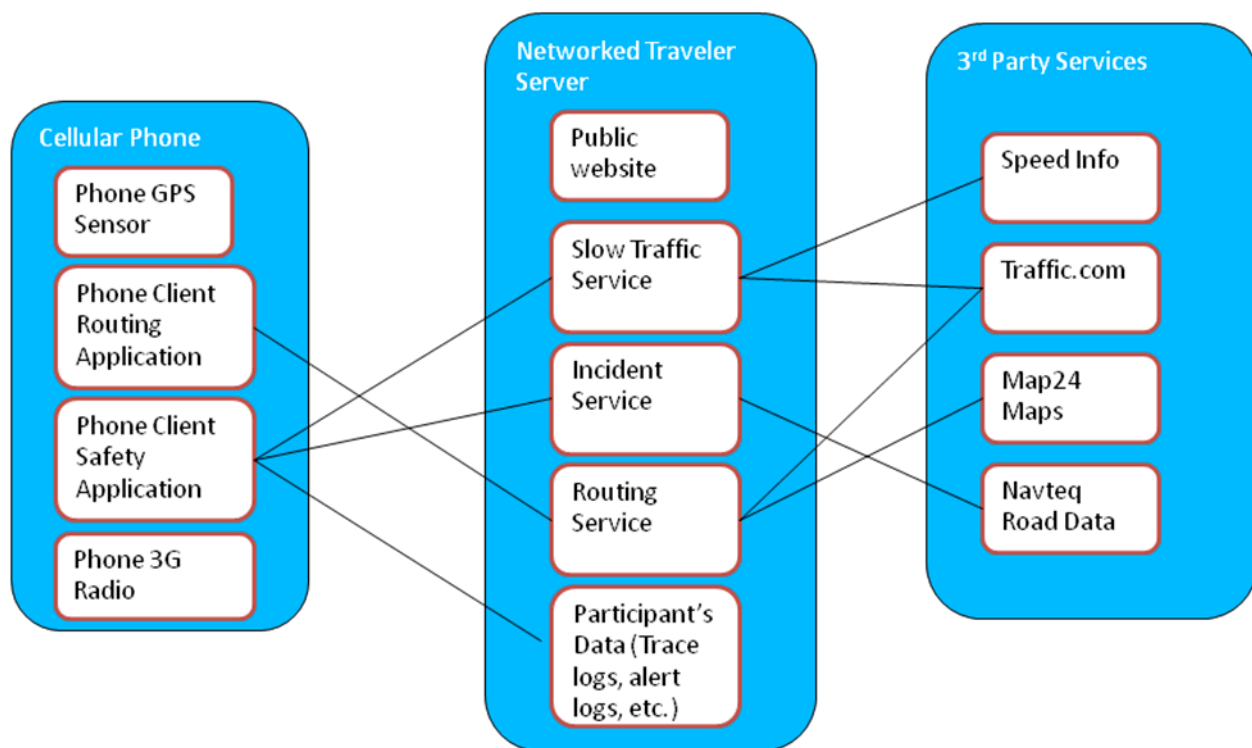 Cellular Phone
Phone GPS
Sensor
Phone Client
Routing
Application
Phone Client
Safety
Application
Phone 3G
Radio
Networked Traveler
Server
Public
website
Slow Traffic
Service
Incident
Service
Routing
Service
Participant’s
Data (Trace
logs, alert
logs, etc.)
3rd Party Services
Speed Info
Traffic.com
Map24
Maps
Navteq
Road Data